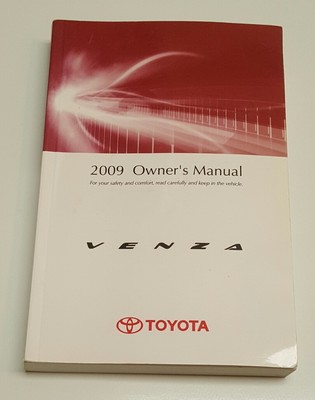 2009 Owner's Manual
For your safety and comfort, read carefully and keep in the vehicle.
VENZA
TOYOTA